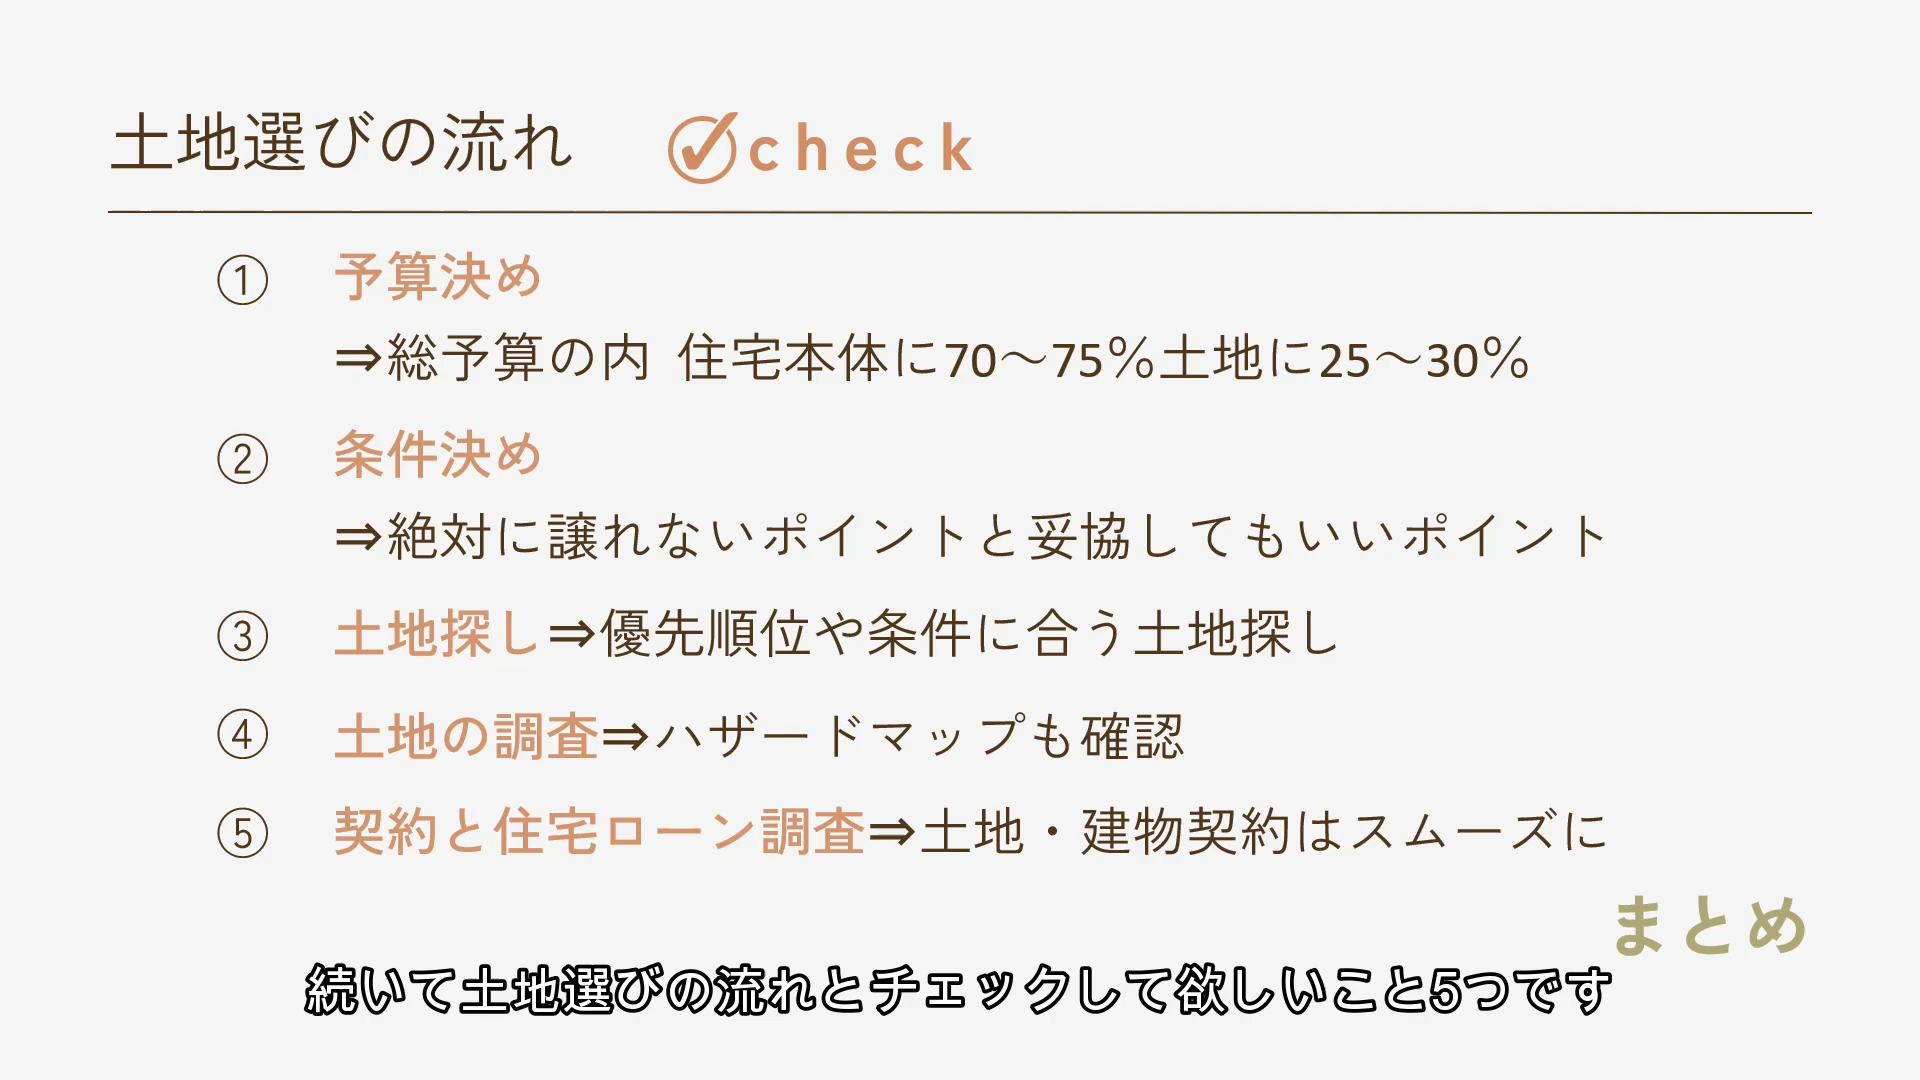 土地選びの流れ check
① 予算決め
⇒総予算の内 住宅本体に70～75％土地に25～30％
② 条件決め
⇒絶対に譲れないポイントと妥協してもいいポイント
③ 土地探し⇒優先順位や条件に合う土地探し
④ 土地の調査⇒ハザードマップも確認
⑤ 契約と住宅ローン調査⇒土地・建物契約はスムーズに
まとめ
続いて土地選びの流れとチェックして欲しいこと5つです